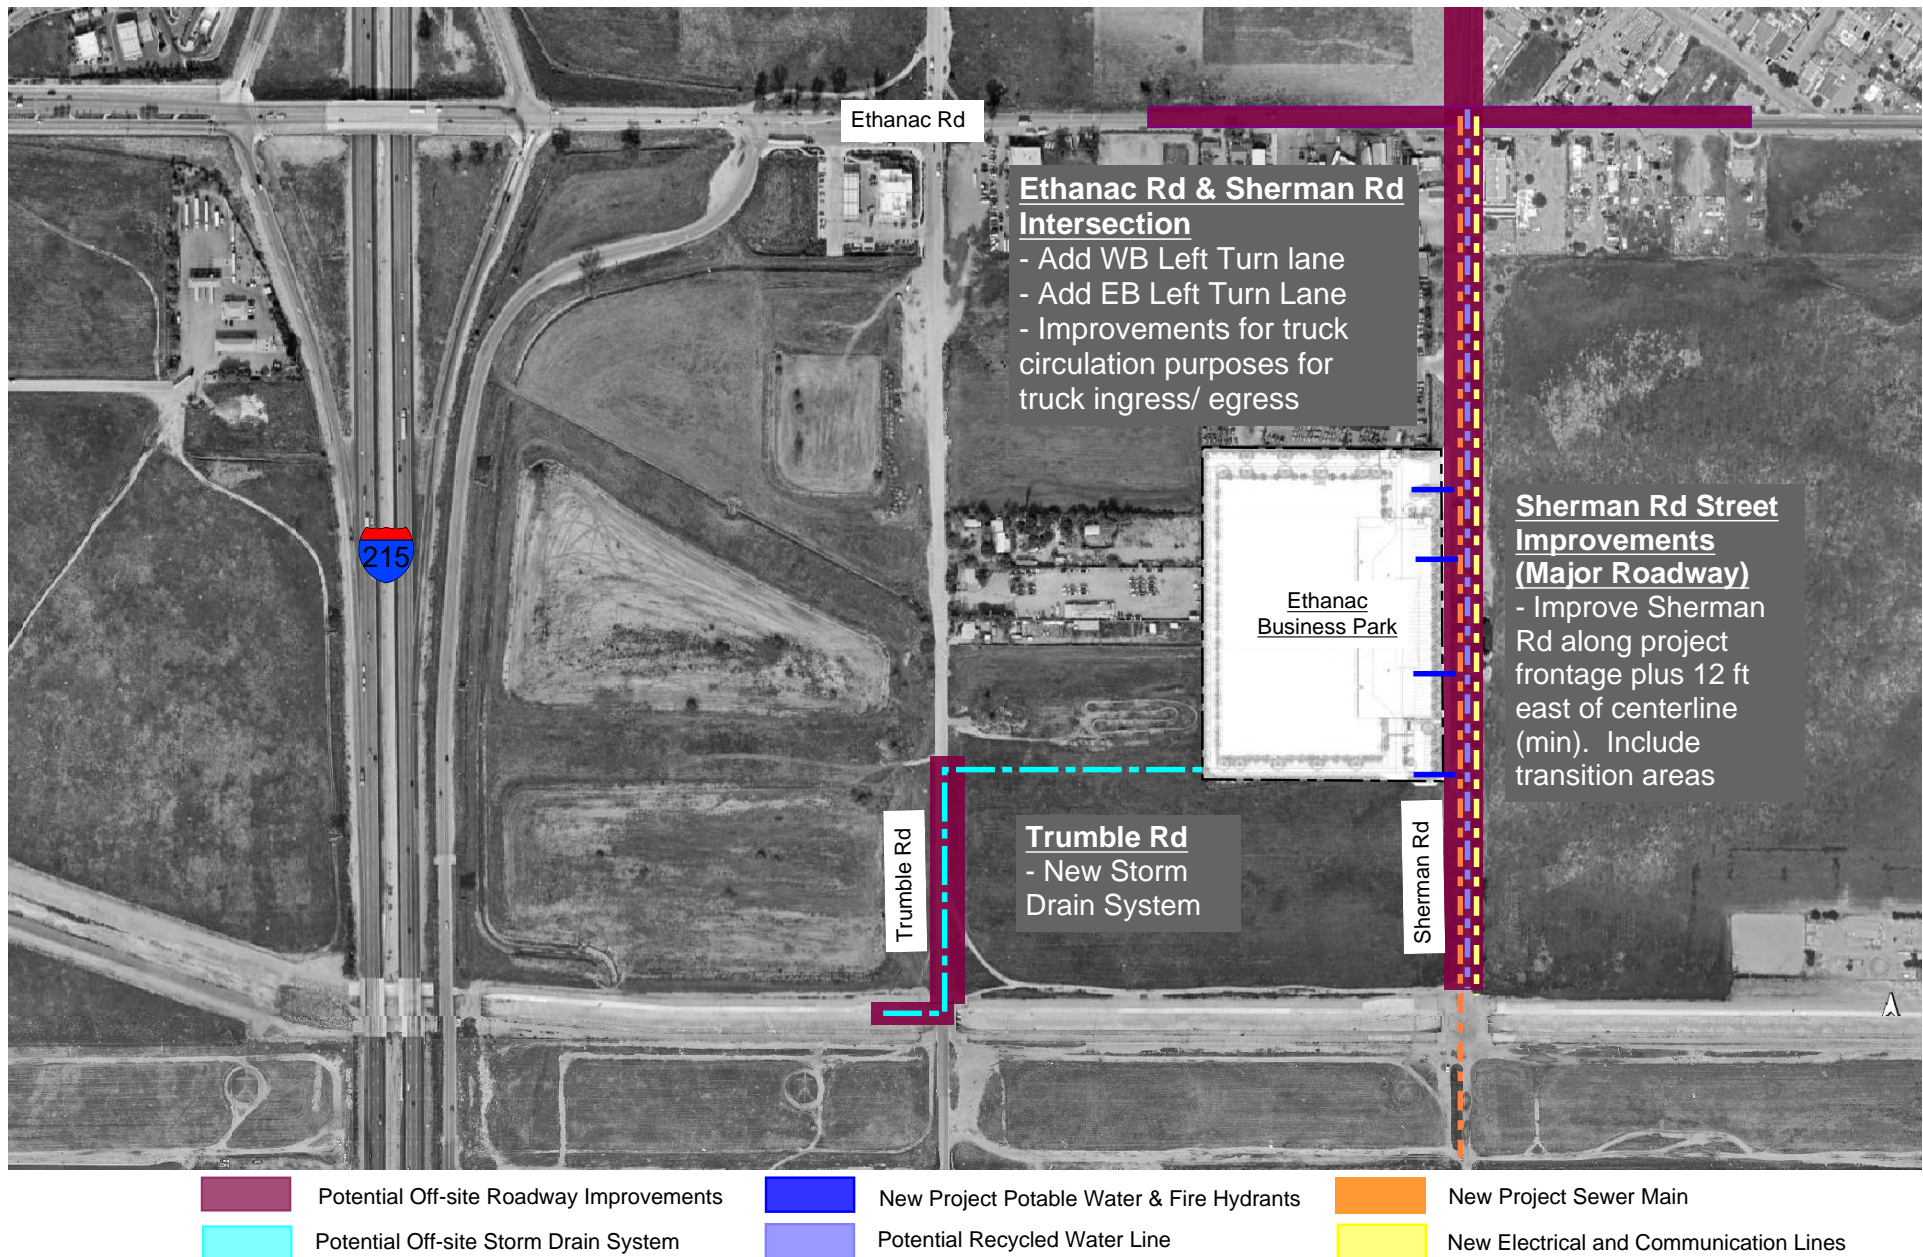 Ethanac Rd
Ethanac Rd & Sherman Rd
Intersection
- Add WB Left Turn lane
- Add EB Left Turn Lane
- Improvements for truck
circulation purposes for
truck ingress/ egress
215
Ethanac
Business Park
Sherman Rd Street
Improvements
(Major Roadway)
- Improve Sherman
Rd along project
frontage plus 12 ft
east of centerline
(min). Include
transition areas
Trumble Rd
Trumble Rd
- New Storm
Drain System
Sherman Rd
Potential Off-site Roadway Improvements
New Project Potable Water & Fire Hydrants
New Project Sewer Main
Potential Off-site Storm Drain System
Potential Recycled Water Line
New Electrical and Communication Lines